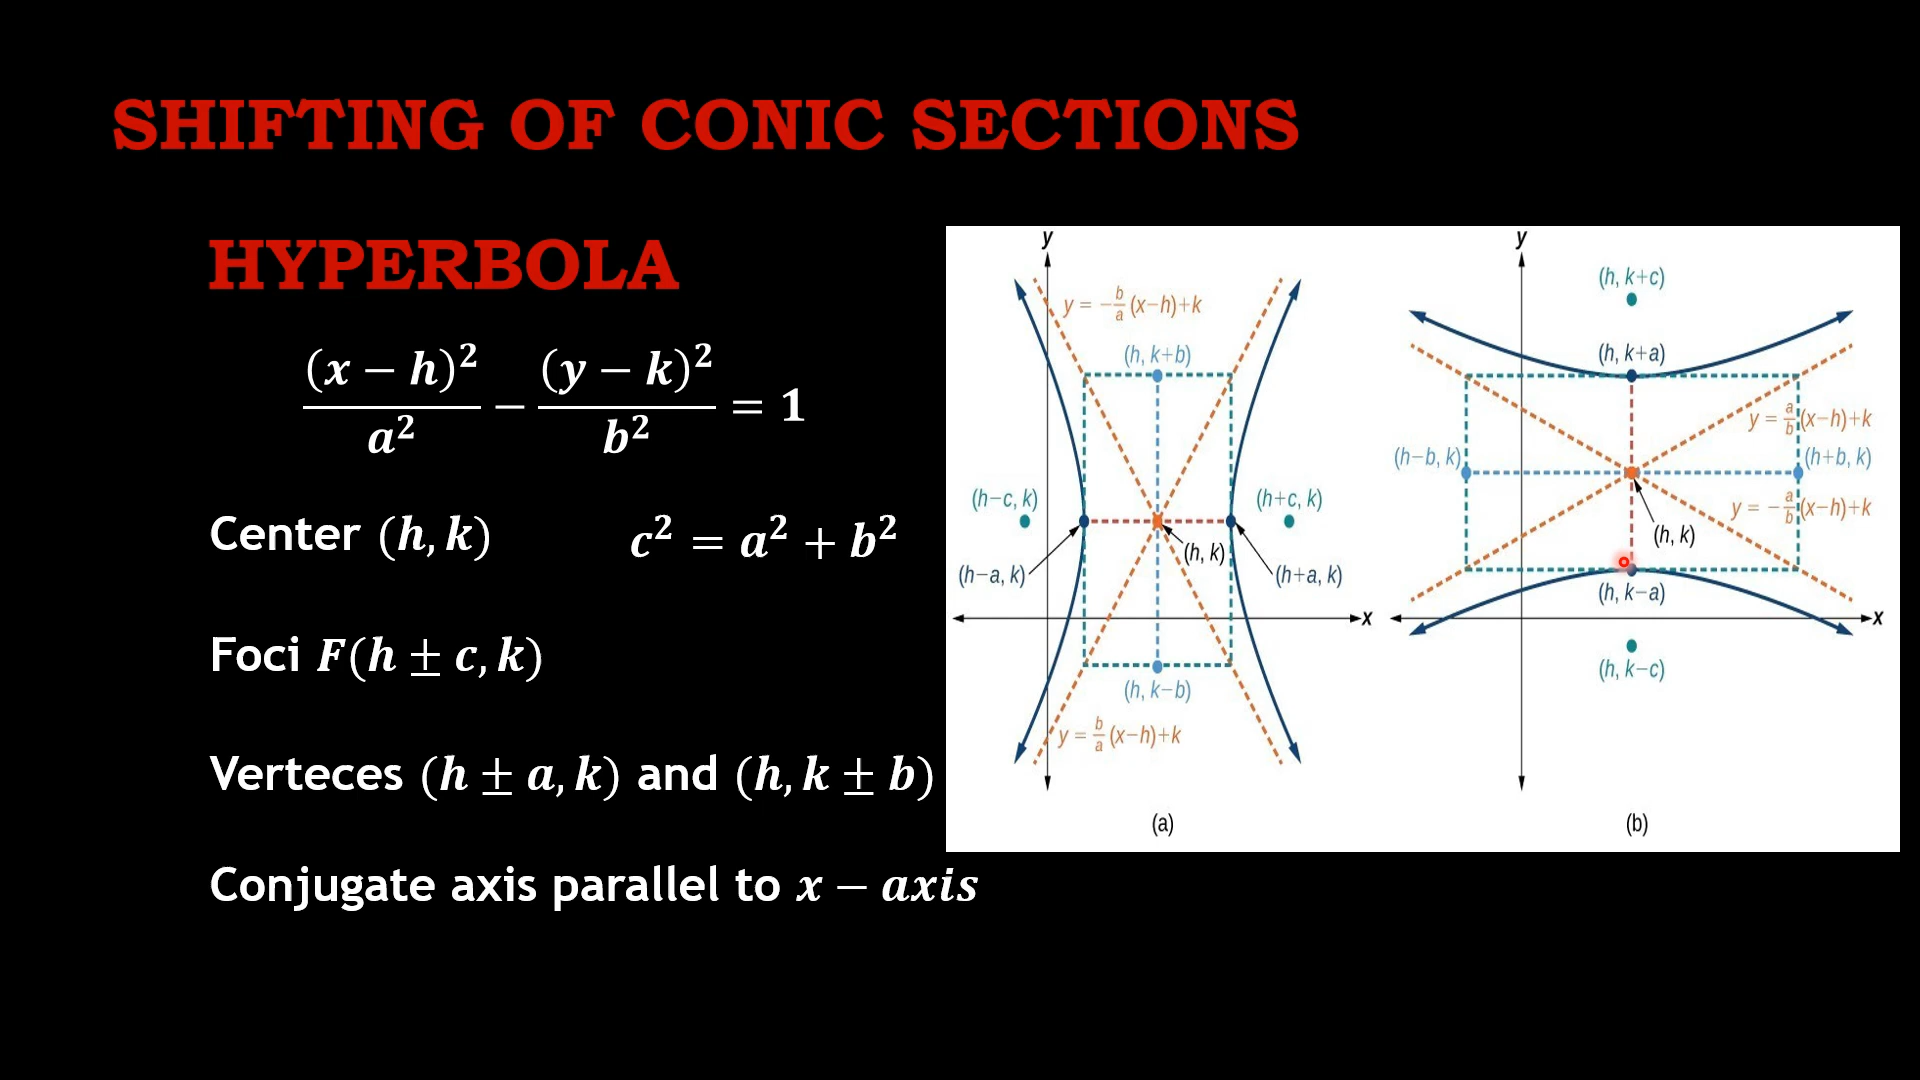 SHIFTING OF CONIC SECTIONS
HYPERBOLA
(x − h)²/a² − (y − k)²/b² = 1
Center (h, k) c² = a² + b²
Foci F(h ± c, k)
Verteces (h ± a, k) and (h, k ± b)
Conjugate axis parallel to x − axis
y
y = −b/a (x−h)+k
(h, k+b)
(h−c, k)
(h+c, k)
(h, k)
(h−a, k)
(h+a, k)
x
(h, k−b)
y = b/a (x−h)+k
(a)
y
(h, k+c)
(h, k+a)
y = a/b (x−h)+k
(h−b, k)
(h+b, k)
y = −a/b (x−h)+k
(h, k)
(h, k−a)
x
(h, k−c)
(b)